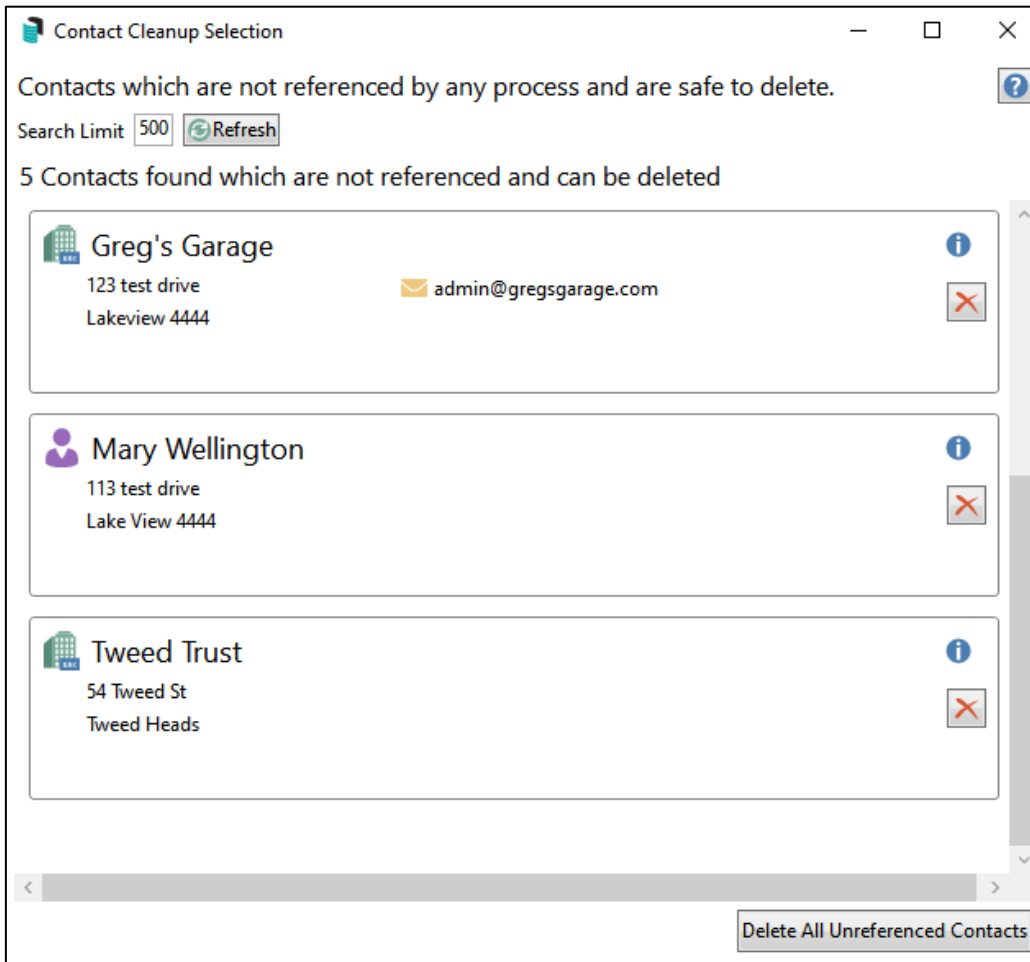 Contact Cleanup Selection
Contacts which are not referenced by any process and are safe to delete.
Search Limit 500 Refresh
5 Contacts found which are not referenced and can be deleted
Greg's Garage
123 test drive admin@gregsgarage.com
Lakeview 4444
Mary Wellington
113 test drive
Lake View 4444
Tweed Trust
54 Tweed St
Tweed Heads
Delete All Unreferenced Contacts